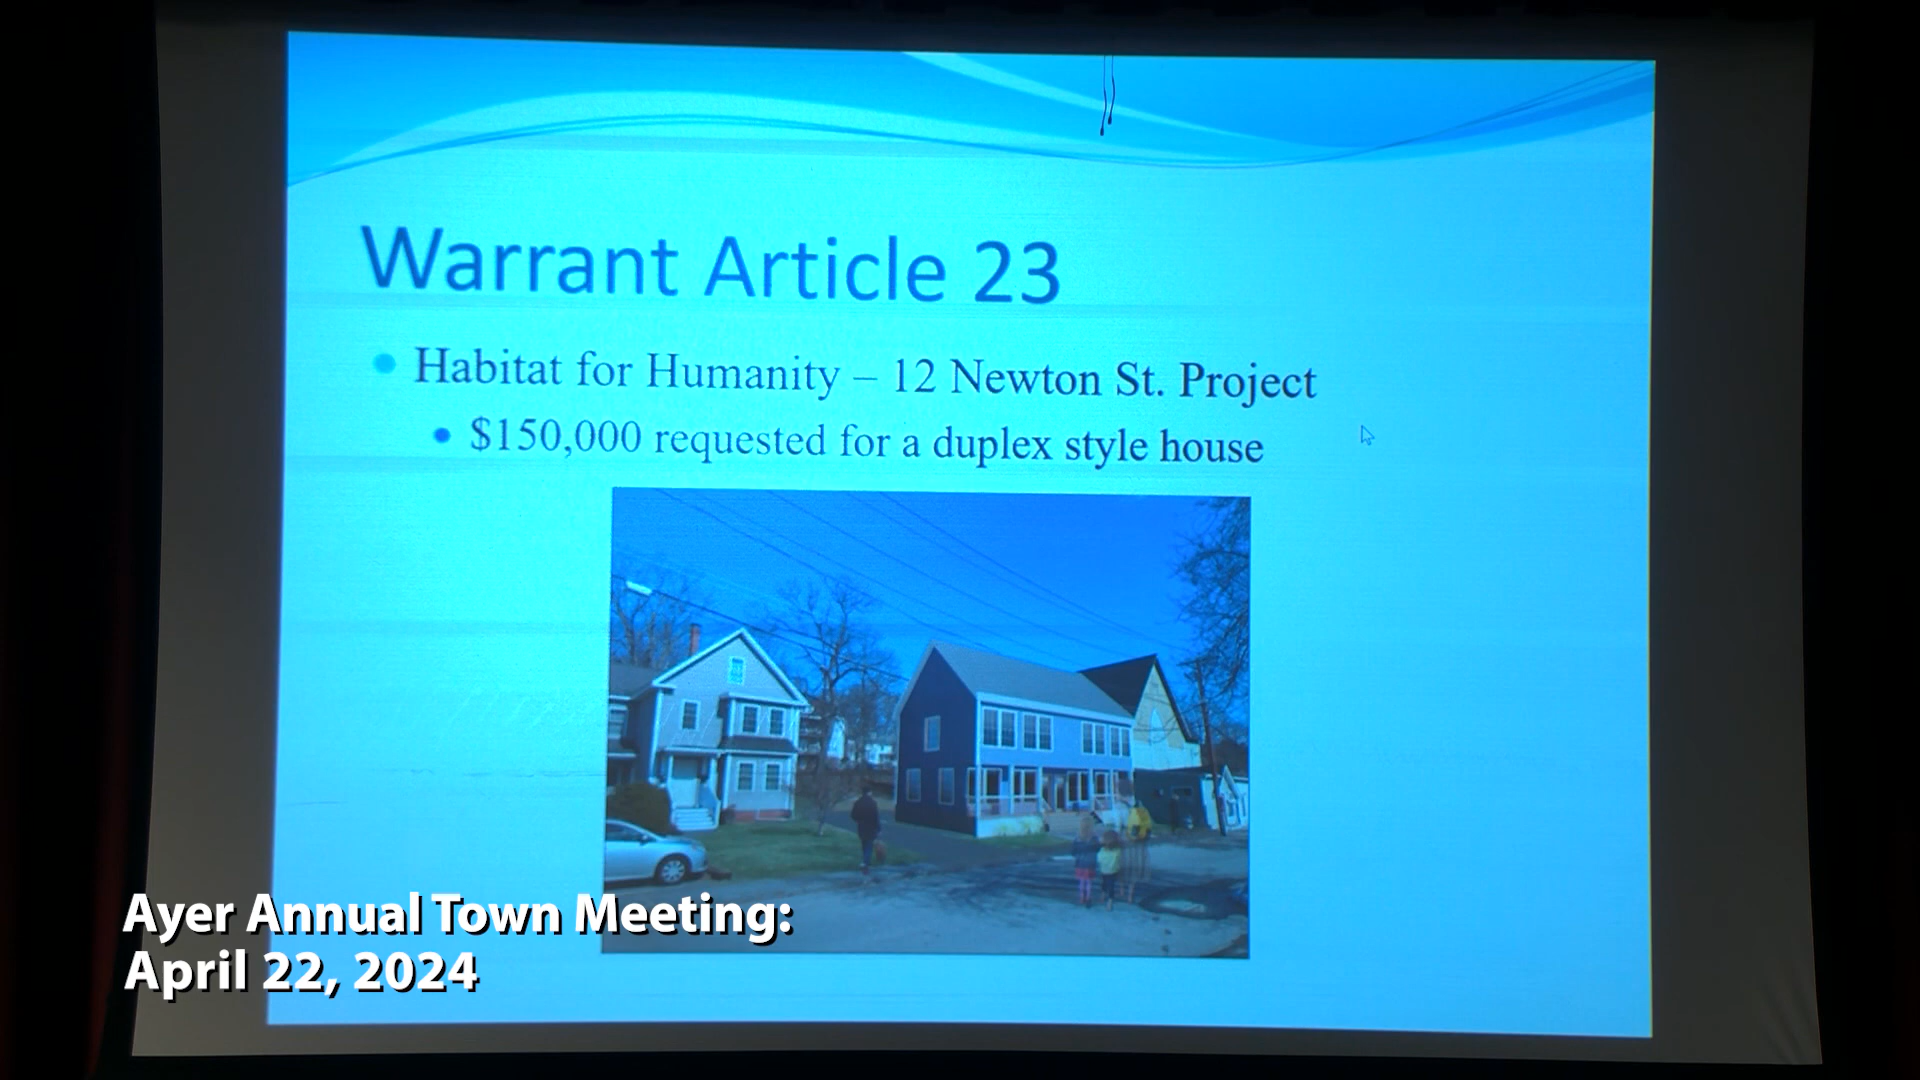 Warrant Article 23
Habitat for Humanity – 12 Newton St. Project
$150,000 requested for a duplex style house
Ayer Annual Town Meeting:
April 22, 2024